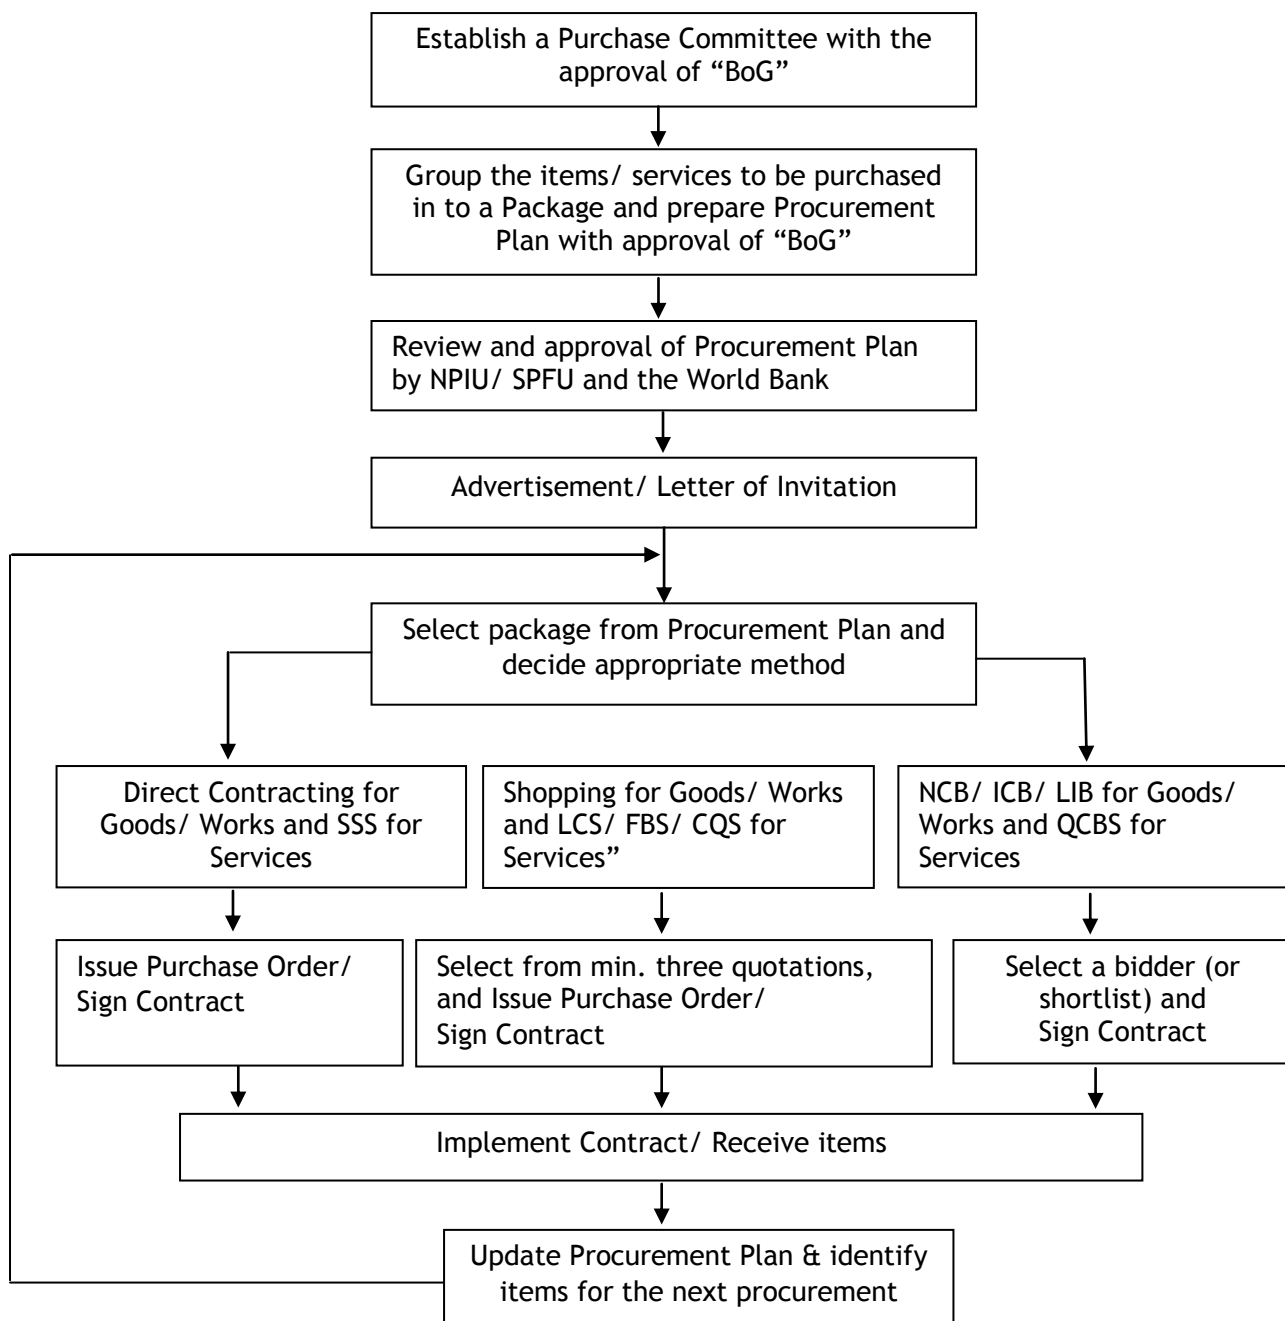 Establish a Purchase Committee with the
approval of “BoG”
Group the items/ services to be purchased
in to a Package and prepare Procurement
Plan with approval of “BoG”
Review and approval of Procurement Plan
by NPIU/ SPFU and the World Bank
Advertisement/ Letter of Invitation
Select package from Procurement Plan and
decide appropriate method
Direct Contracting for
Goods/ Works and SSS for
Services
Shopping for Goods/ Works
and LCS/ FBS/ CQS for
Services”
NCB/ ICB/ LIB for Goods/
Works and QCBS for
Services
Issue Purchase Order/
Sign Contract
Select from min. three quotations,
and Issue Purchase Order/
Sign Contract
Select a bidder (or
shortlist) and
Sign Contract
Implement Contract/ Receive items
Update Procurement Plan & identify
items for the next procurement